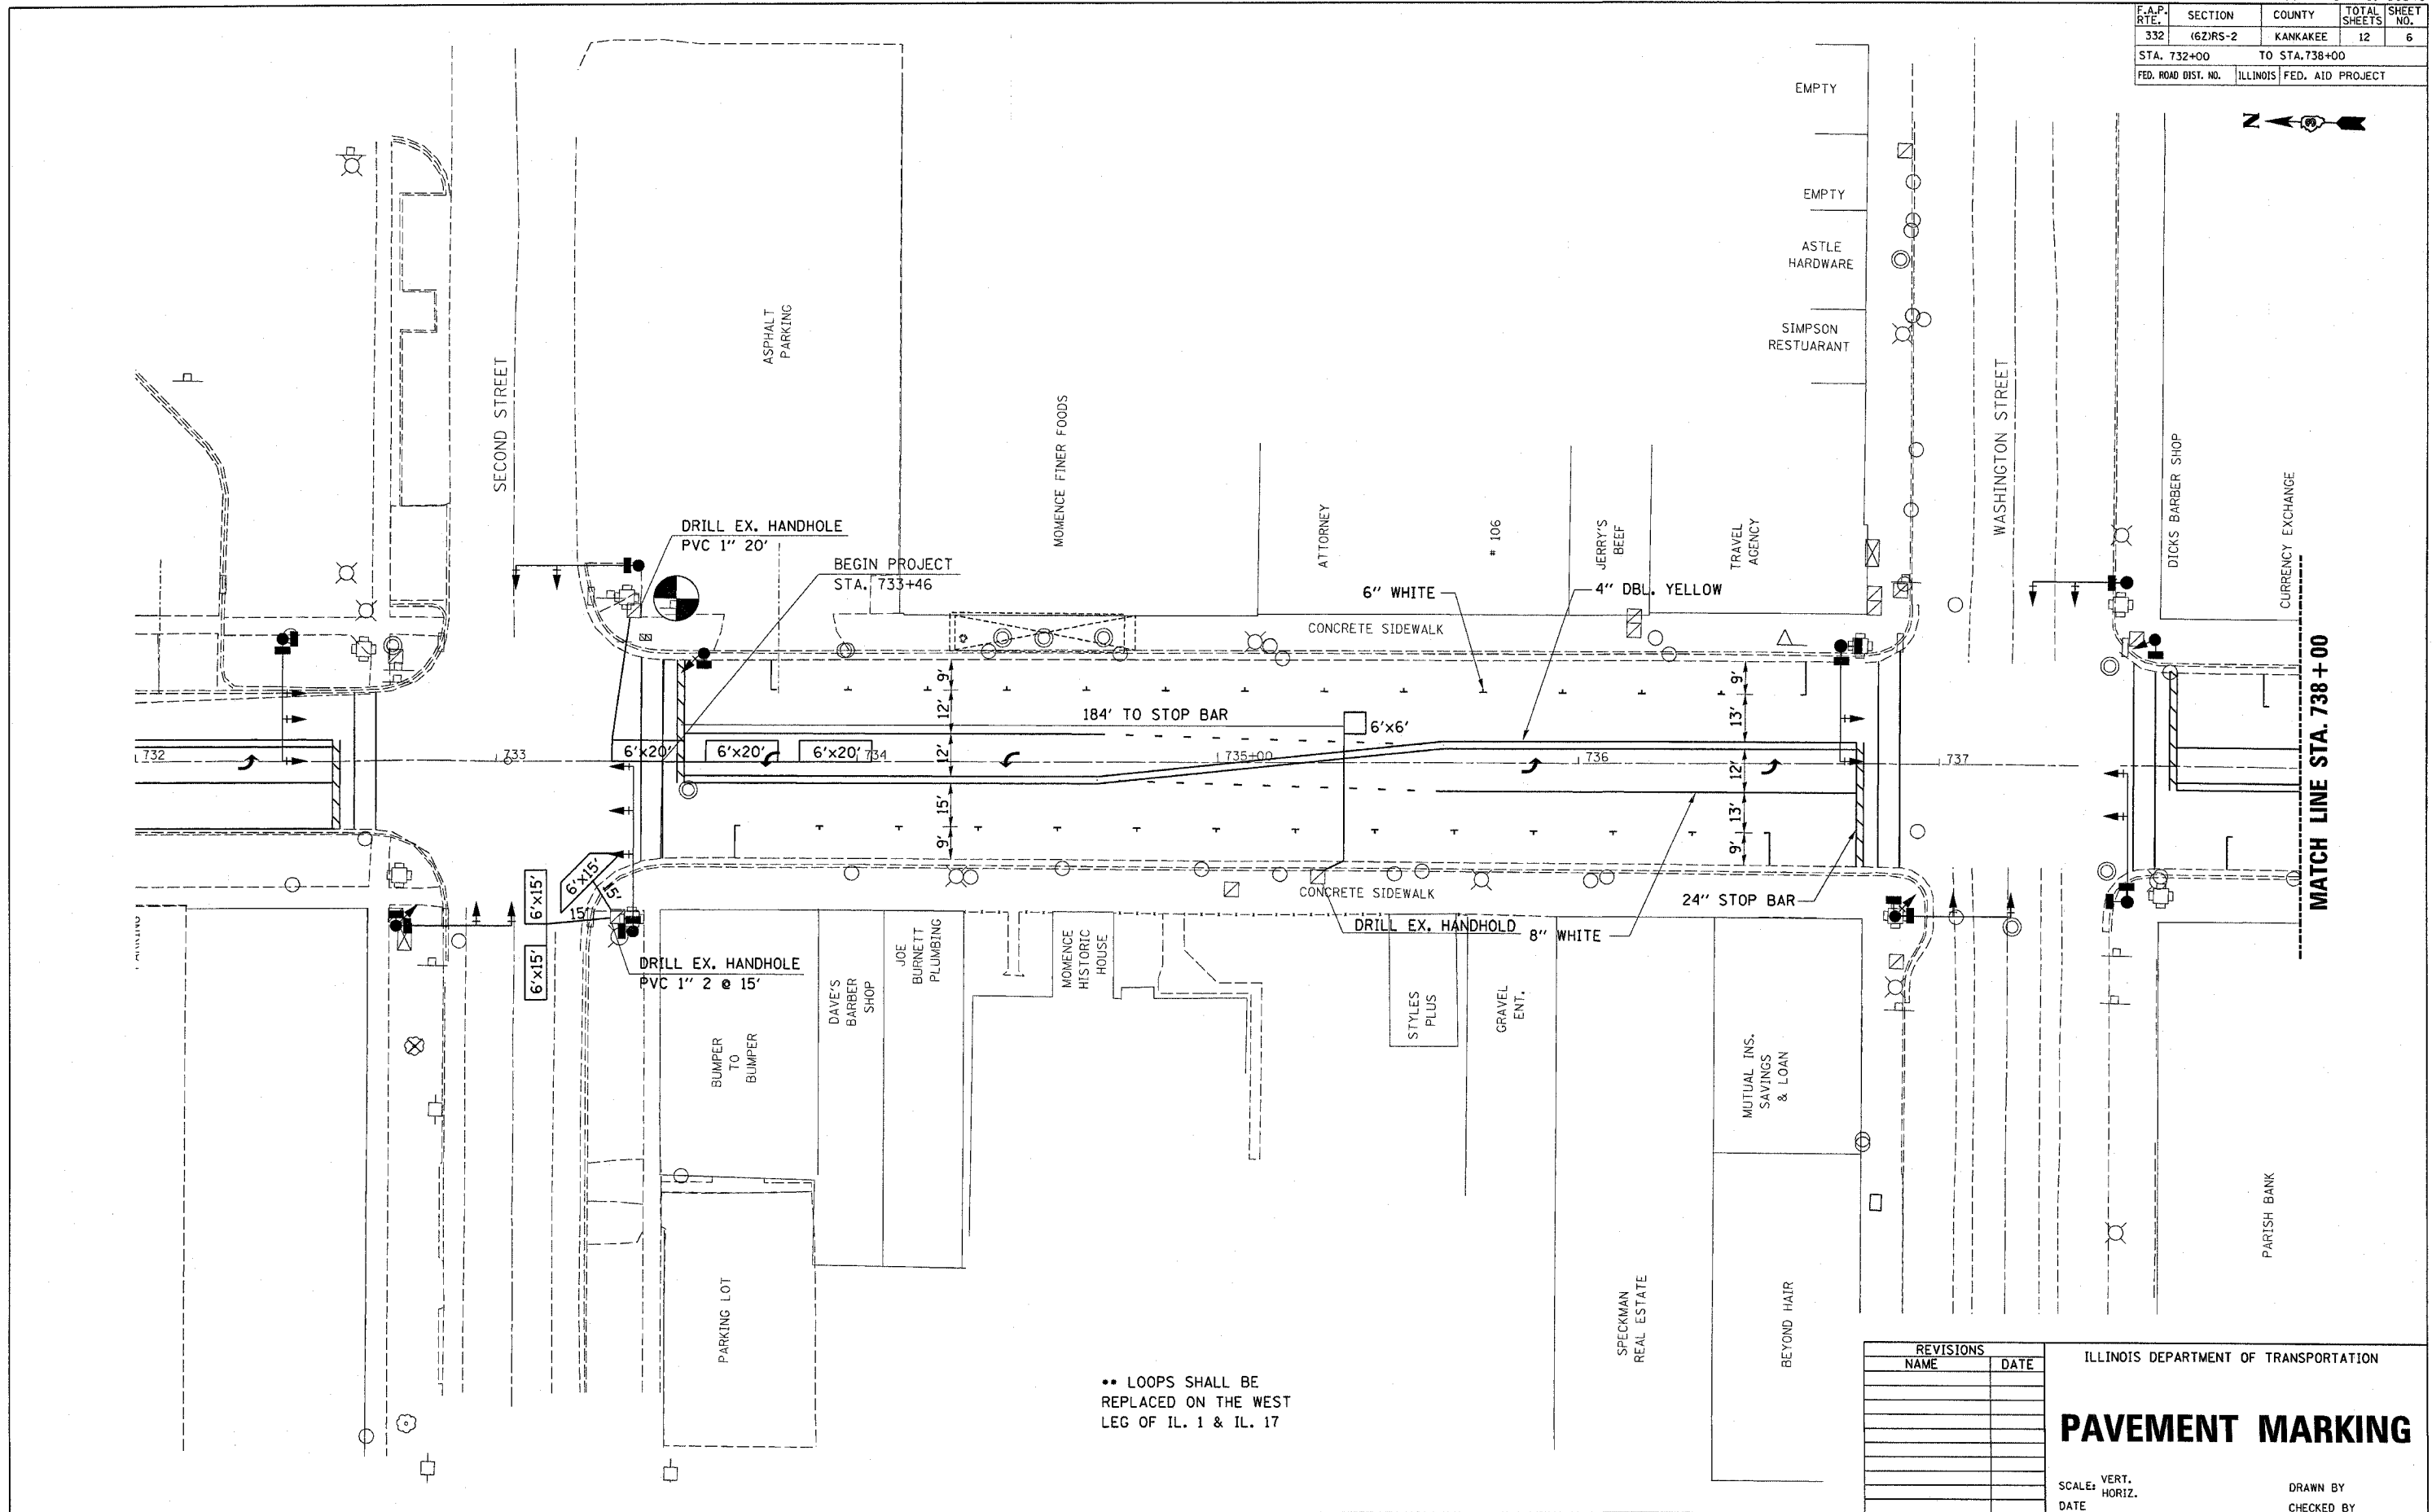 F.A.P. RTE. SECTION COUNTY TOTAL SHEETS SHEET NO.
332 (6Z)RS-2 KANKAKEE 12 6
STA. 732+00 TO STA.738+00
FED. ROAD DIST. NO. ILLINOIS FED. AID PROJECT
N
EMPTY
EMPTY
ASTLE
HARDWARE
SIMPSON
RESTUARANT
SECOND STREET
ASPHALT
PARKING
MOMENCE FINER FOODS
ATTORNEY
# 106
JERRY'S
BEEF
TRAVEL
AGENCY
WASHINGTON STREET
DICKS BARBER SHOP
CURRENCY EXCHANGE
DRILL EX. HANDHOLE
PVC 1" 20'
BEGIN PROJECT
STA. 733+46
6" WHITE
4" DBL. YELLOW
CONCRETE SIDEWALK
9'
12'
12'
15'
9'
184' TO STOP BAR
6'x6'
9'
13'
12'
13'
9'
732
733
6'x20'
6'x20'
6'x20'
734
735+00
736
737
MATCH LINE STA. 738+00
6'x15'
6'x15'
6'x15'
15'
15'
CONCRETE SIDEWALK
24" STOP BAR
DRILL EX. HANDHOLD
8" WHITE
DRILL EX. HANDHOLE
PVC 1" 2 @ 15'
PARKING
BUMPER
TO
BUMPER
DAVE'S
BARBER
SHOP
JOE
BURNETT
PLUMBING
MOMENCE
HISTORIC
HOUSE
STYLES
PLUS
GRAVEL
ENT.
MUTUAL INS.
SAVINGS
& LOAN
PARKING LOT
SPECKMAN
REAL ESTATE
BEYOND HAIR
PARISH BANK
•• LOOPS SHALL BE
REPLACED ON THE WEST
LEG OF IL. 1 & IL. 17
REVISIONS
NAME DATE
ILLINOIS DEPARTMENT OF TRANSPORTATION
PAVEMENT MARKING
SCALE: VERT.
HORIZ.
DATE
DRAWN BY
CHECKED BY